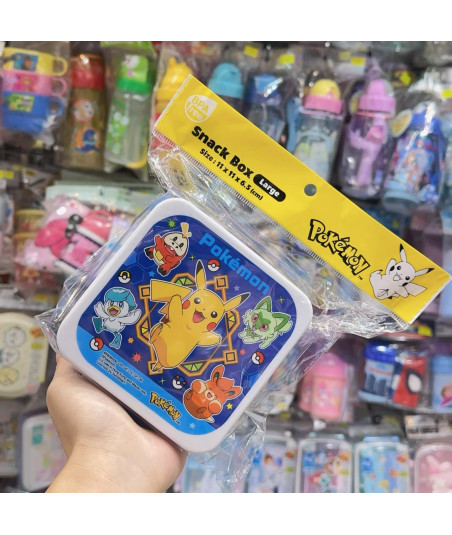 Snack Box Large
Size : 11 x 11 x 6.5 (cm)
POKéMON
Pokémon
POKéMON